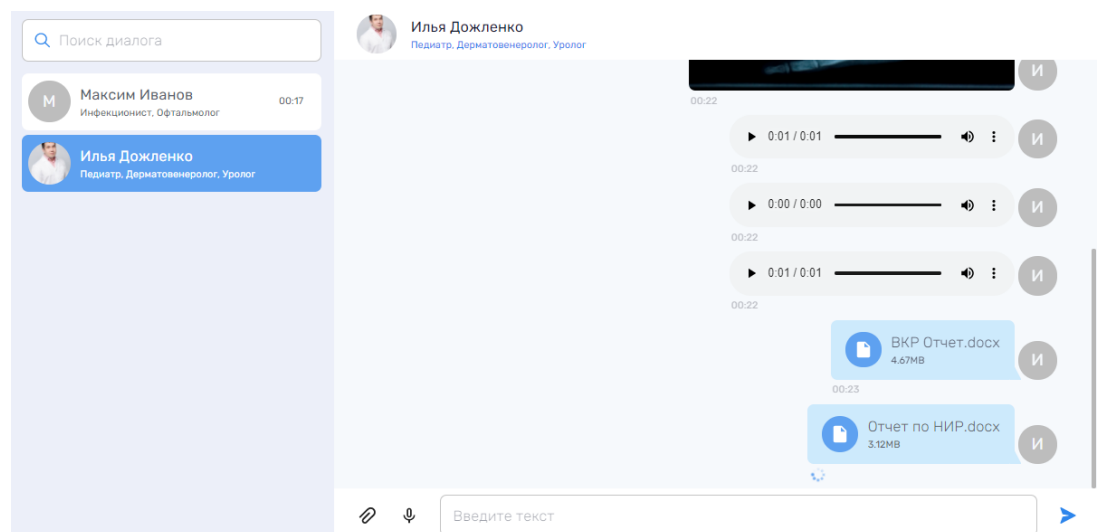 Поиск диалога
М
Максим Иванов
00:17
Инфекционист, Офтальмолог
Илья Дожленко
Педиатр, Дерматовенеролог, Уролог
Илья Дожленко
Педиатр, Дерматовенеролог, Уролог
И
00:22
0:01 / 0:01
И
00:22
0:00 / 0:00
И
00:22
0:01 / 0:01
И
00:22
ВКР Отчет.docx
4.67MB
И
00:23
Отчет по НИР.docx
3.12MB
И
Введите текст